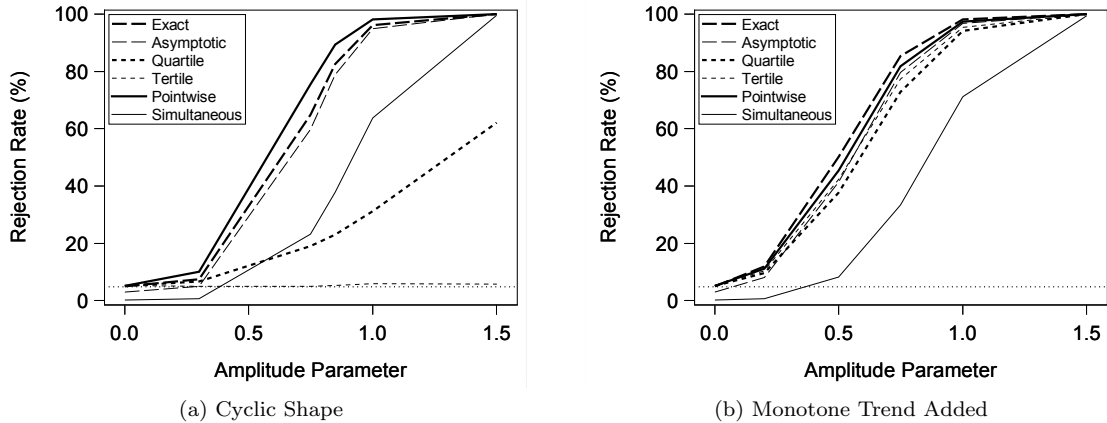 100
80
60
40
20
0
Rejection Rate (%)
Exact
Asymptotic
Quartile
Tertile
Pointwise
Simultaneous
0.0 0.5 1.0 1.5
Amplitude Parameter
(a) Cyclic Shape
100
80
60
40
20
0
Rejection Rate (%)
Exact
Asymptotic
Quartile
Tertile
Pointwise
Simultaneous
0.0 0.5 1.0 1.5
Amplitude Parameter
(b) Monotone Trend Added